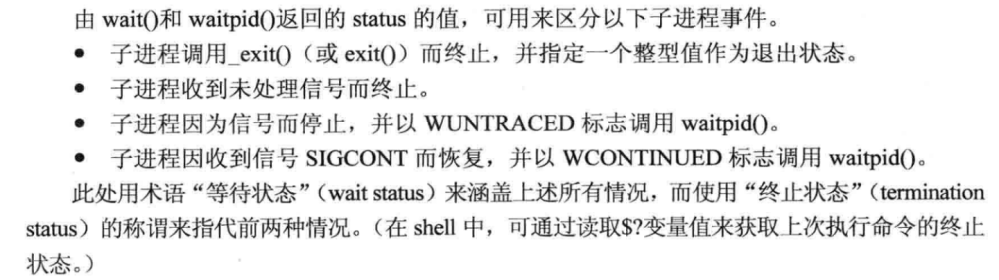 由 wait()和 waitpid()返回的 status 的值，可用来区分以下子进程事件。
● 子进程调用_exit()（或 exit()）而终止，并指定一个整型值作为退出状态。
● 子进程收到未处理信号而终止。
● 子进程因为信号而停止，并以 WUNTRACED 标志调用 waitpid()。
● 子进程因收到信号 SIGCONT 而恢复，并以 WCONTINUED 标志调用 waitpid()。
此处用术语“等待状态”（wait status）来涵盖上述所有情况，而使用“终止状态”（termination
status）的称谓来指代前两种情况。（在 shell 中，可通过读取$?变量值来获取上次执行命令的终止
状态。）